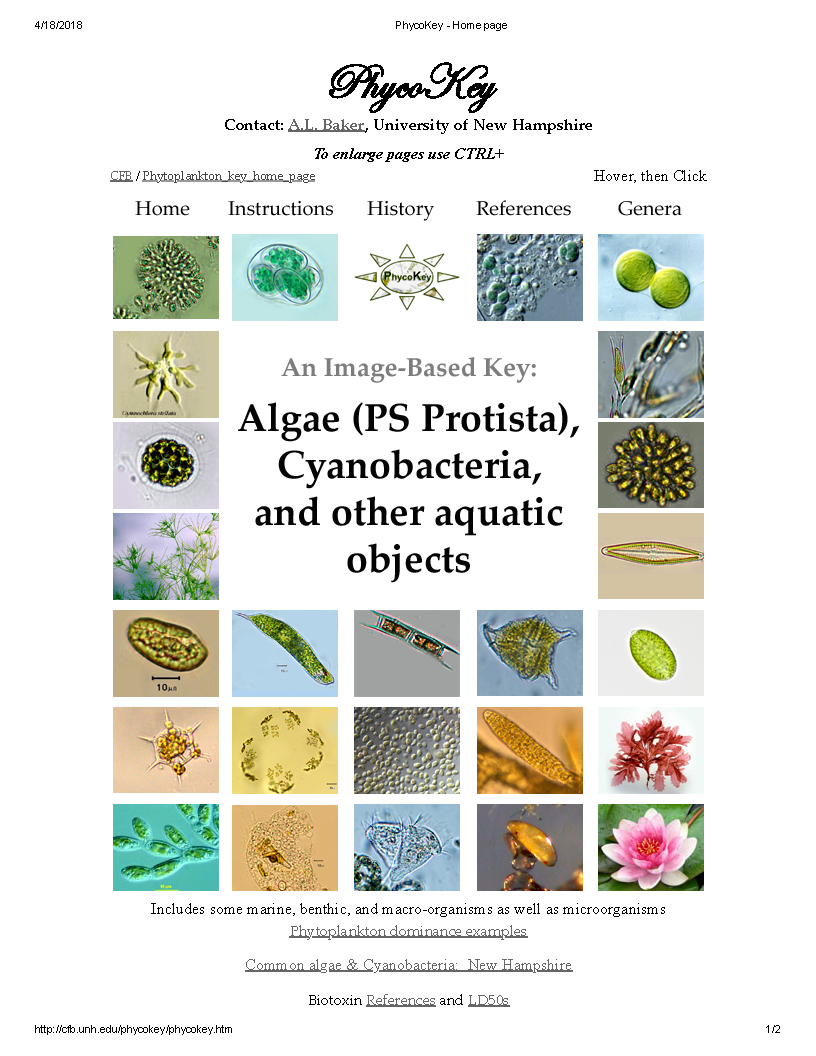 4/18/2018 PhycoKey - Home page
PhycoKey
Contact: A.L. Baker, University of New Hampshire
To enlarge pages use CTRL+
CFB / Phytoplankton_key_home_page Hover, then Click
Home Instructions History References Genera
PhycoKey
An Image-Based Key:
Algae (PS Protista),
Cyanobacteria,
and other aquatic
objects
10µm
Includes some marine, benthic, and macro-organisms as well as microorganisms
Phytoplankton dominance examples
Common algae & Cyanobacteria: New Hampshire
Biotoxin References and LD50s
http://cfb.unh.edu/phycokey/phycokey.htm 1/2